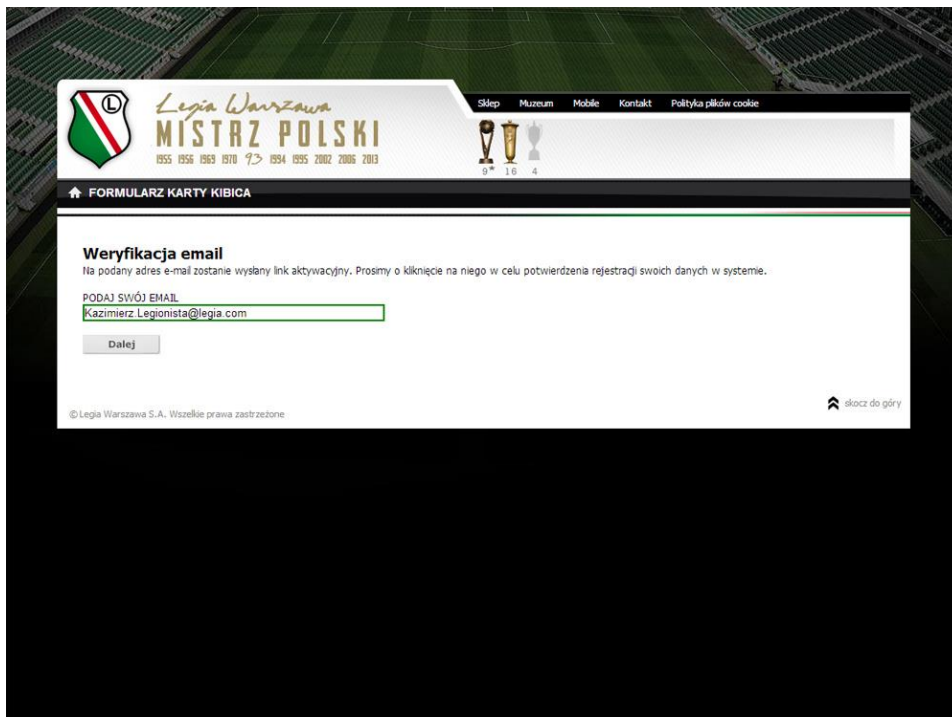 Legia Warszawa
MISTRZ POLSKI
1955 1956 1969 1970 93 1994 1995 2002 2006 2013
Sklep Muzeum Mobile Kontakt Polityka plików cookie
9* 16 4
FORMULARZ KARTY KIBICA
Weryfikacja email
Na podany adres e-mail zostanie wysłany link aktywacyjny. Prosimy o kliknięcie na niego w celu potwierdzenia rejestracji swoich danych w systemie.
PODAJ SWÓJ EMAIL
Kazimierz.Legionista@legia.com
Dalej
skocz do góry
© Legia Warszawa S.A. Wszelkie prawa zastrzeżone